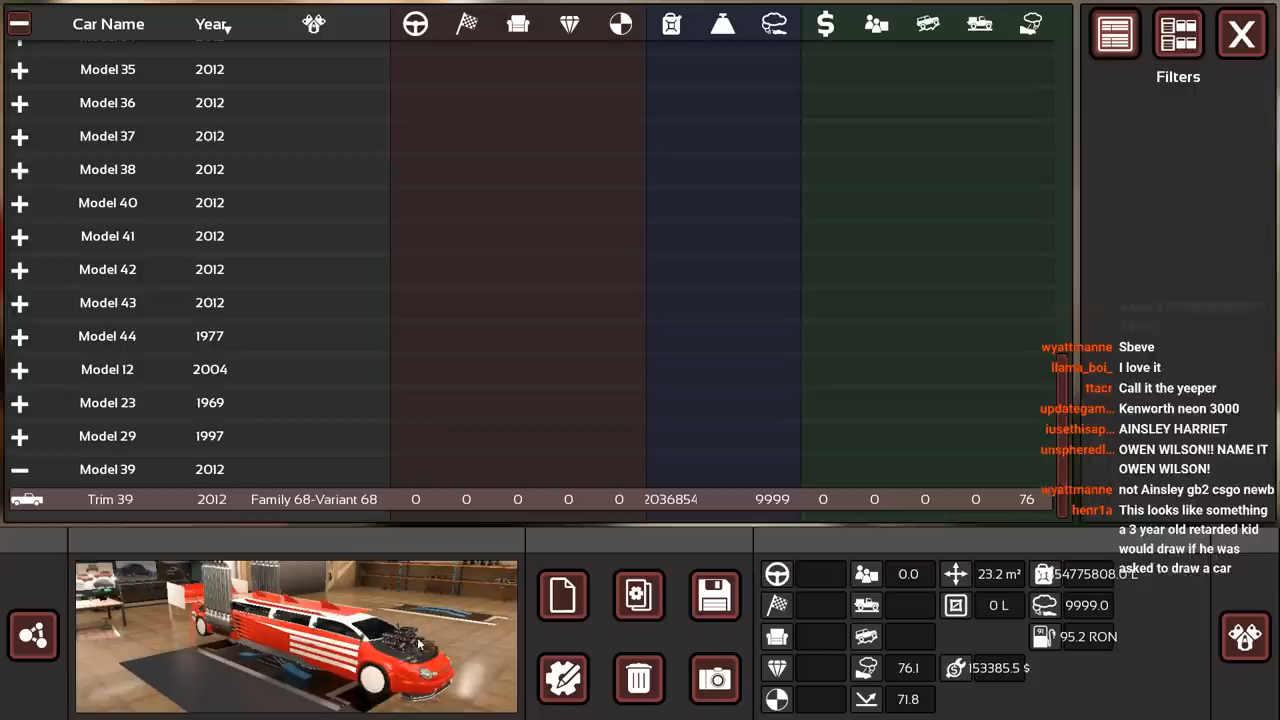 Car Name Year
Filters
Model 35 2012
Model 36 2012
Model 37 2012
Model 38 2012
Model 40 2012
Model 41 2012
Model 42 2012
Model 43 2012
Model 44 1977
Model 12 2004
Model 23 1969
Model 29 1997
Model 39 2012
Trim 39 2012 Family 68-Variant 68 0 0 0 0 0 2036854 9999 0 0 0 0 76
wyattmanne Sbeve
llama_boi_ I love it
ttacr Call it the yeeper
updategam... Kenworth neon 3000
iusethisap... AINSLEY HARRIET
unspheredl... OWEN WILSON!! NAME IT
OWEN WILSON!
wyattmanne not Ainsley gb2 csgo newb
henr1a This looks like something
a 3 year old retarded kid
would draw if he was
asked to draw a car
0.0 23.2 m² 54775808.0 L
0 L 9999.0
91 95.2 RON
76.1 153385.5 $
71.8